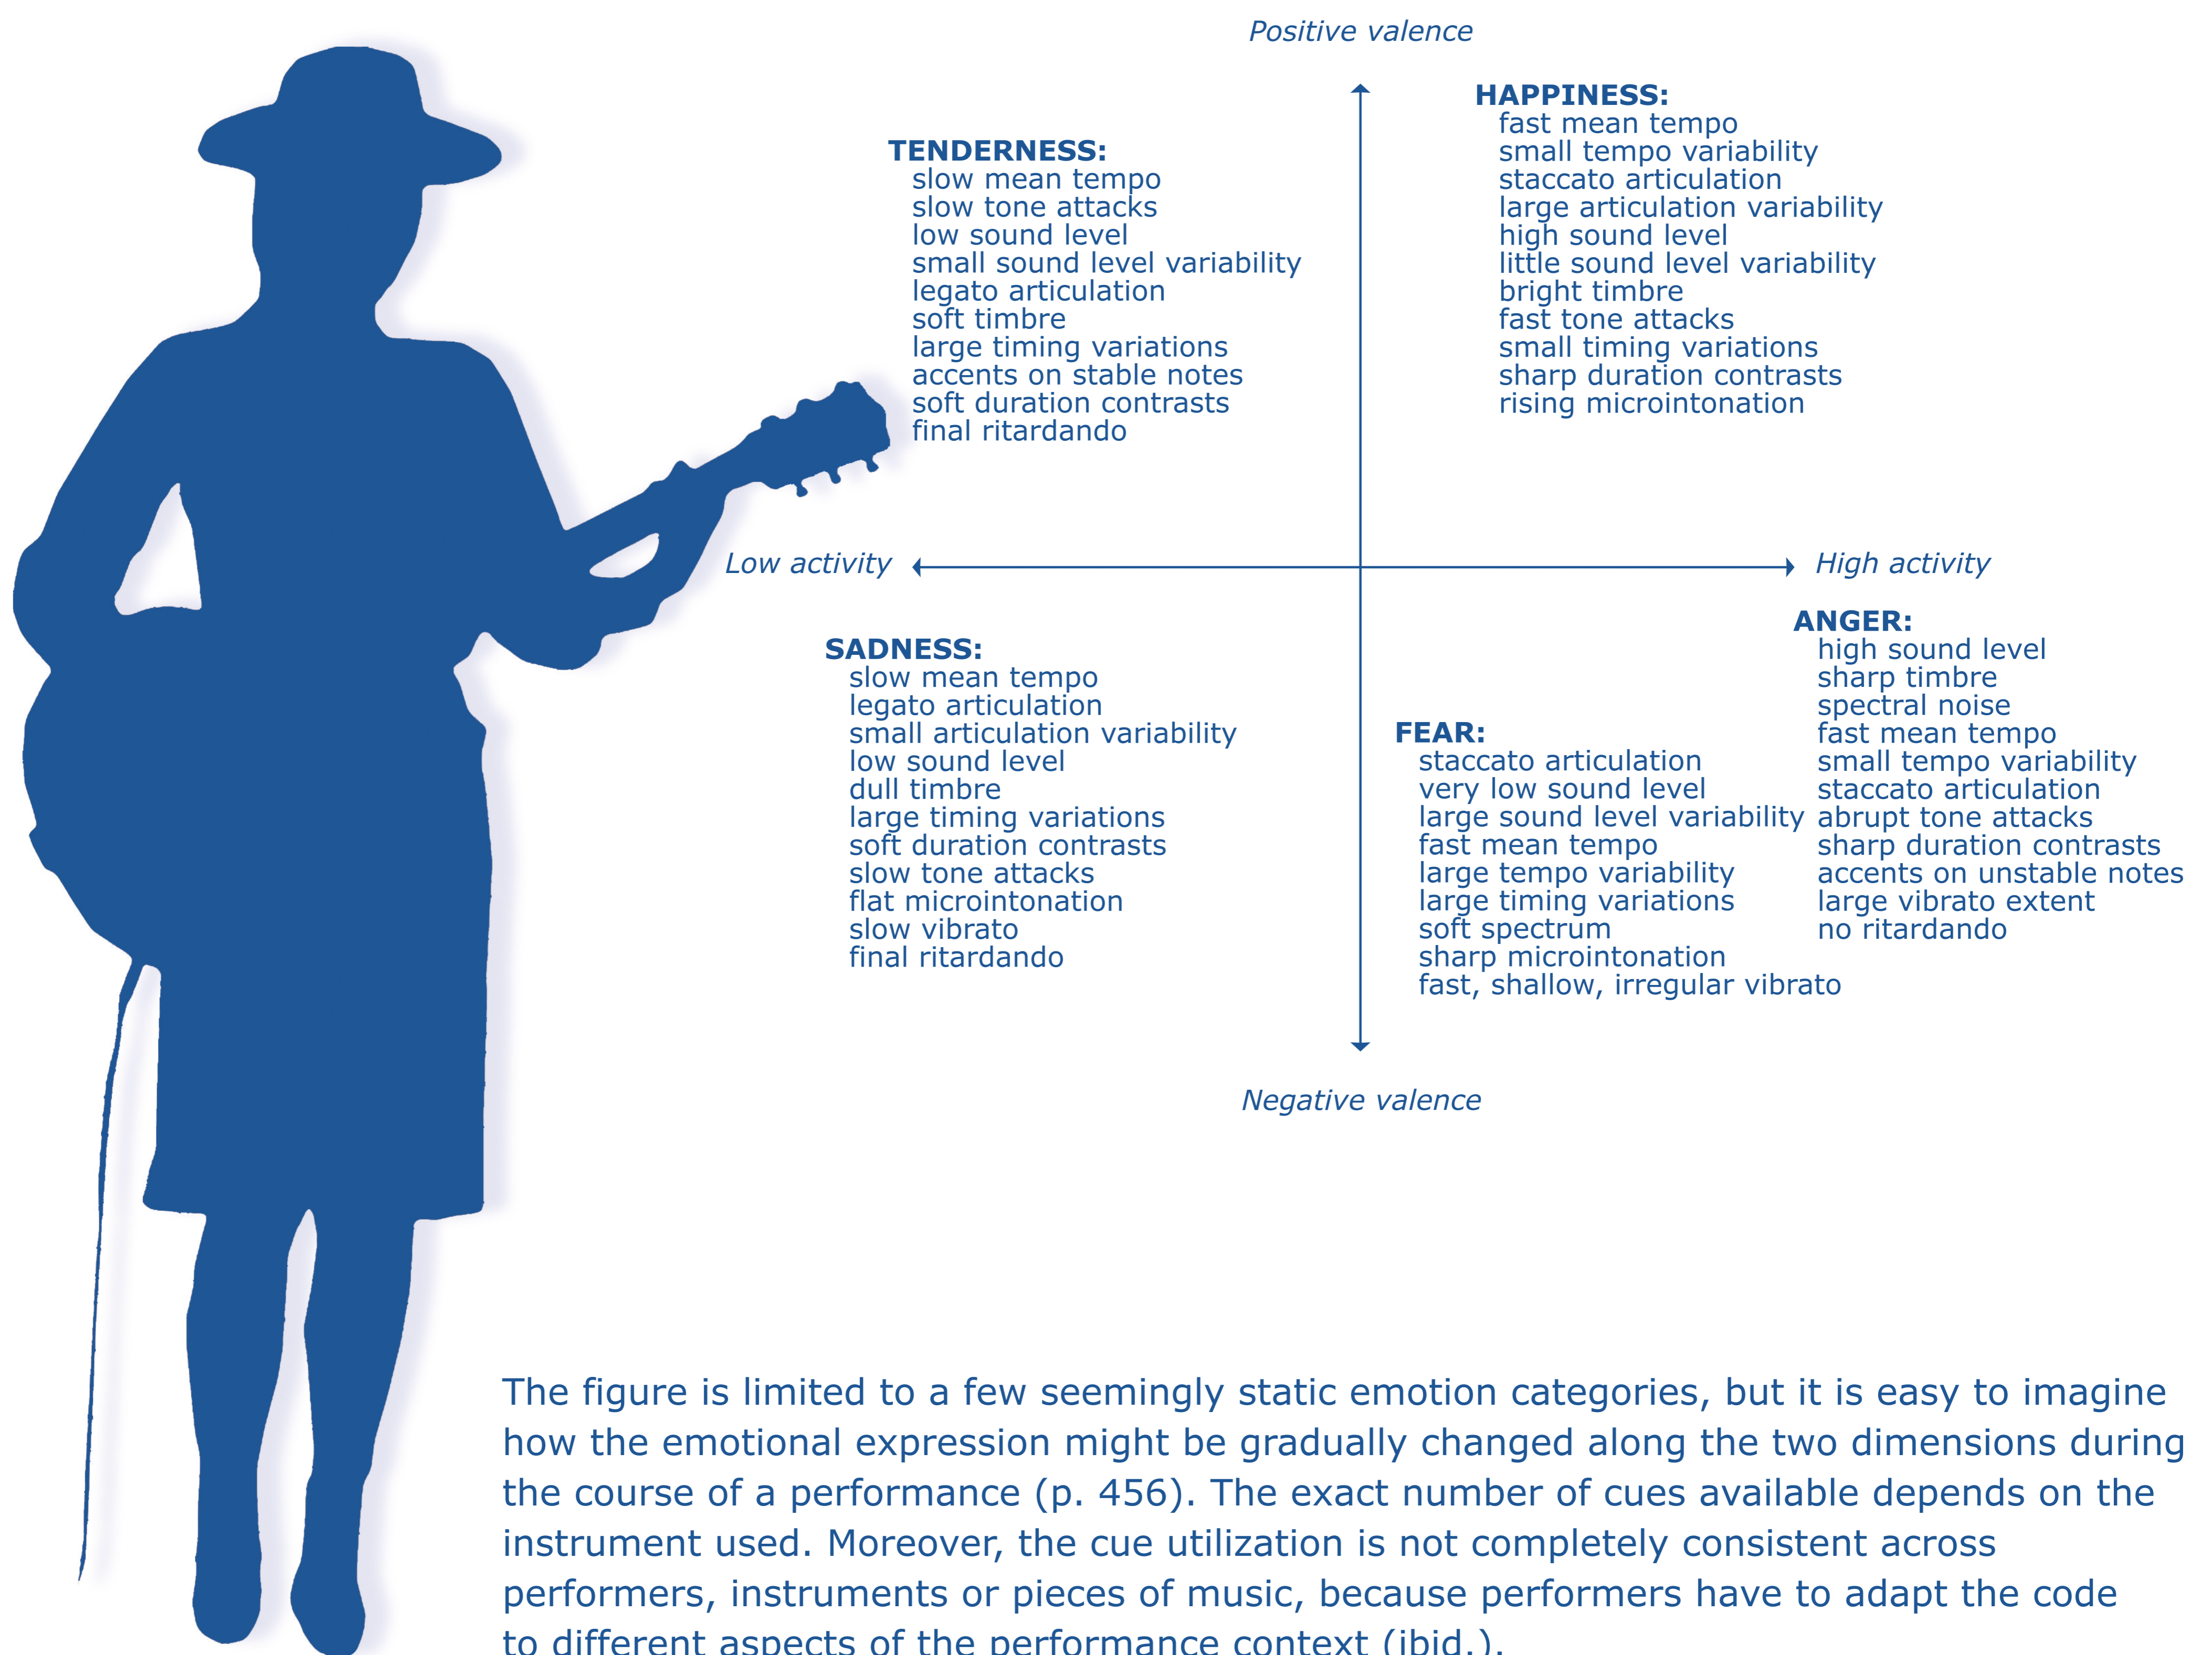 Positive valence
TENDERNESS:
slow mean tempo
slow tone attacks
low sound level
small sound level variability
legato articulation
soft timbre
large timing variations
accents on stable notes
soft duration contrasts
final ritardando
HAPPINESS:
fast mean tempo
small tempo variability
staccato articulation
large articulation variability
high sound level
little sound level variability
bright timbre
fast tone attacks
small timing variations
sharp duration contrasts
rising microintonation
Low activity
High activity
SADNESS:
slow mean tempo
legato articulation
small articulation variability
low sound level
dull timbre
large timing variations
soft duration contrasts
slow tone attacks
flat microintonation
slow vibrato
final ritardando
FEAR:
staccato articulation
very low sound level
large sound level variability
fast mean tempo
large tempo variability
large timing variations
soft spectrum
sharp microintonation
fast, shallow, irregular vibrato
ANGER:
high sound level
sharp timbre
spectral noise
fast mean tempo
small tempo variability
staccato articulation
abrupt tone attacks
sharp duration contrasts
accents on unstable notes
large vibrato extent
no ritardando
Negative valence
The figure is limited to a few seemingly static emotion categories, but it is easy to imagine
how the emotional expression might be gradually changed along the two dimensions during
the course of a performance (p. 456). The exact number of cues available depends on the
instrument used. Moreover, the cue utilization is not completely consistent across
performers, instruments or pieces of music, because performers have to adapt the code
to different aspects of the performance context (ibid.).